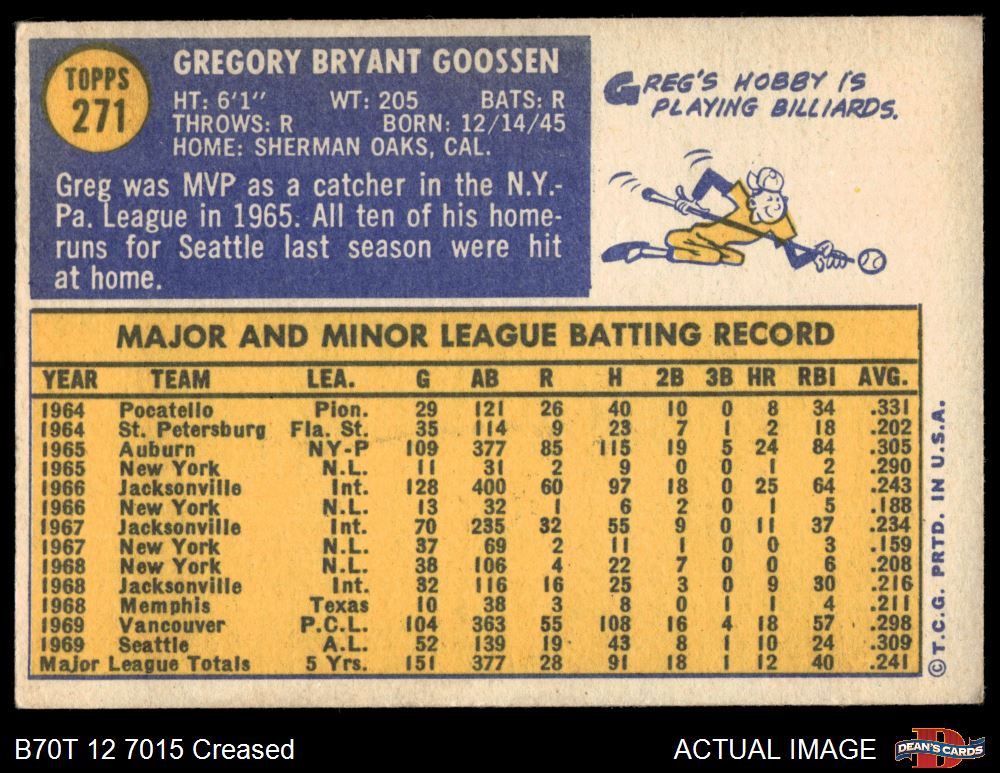 TOPPS
271
GREGORY BRYANT GOOSSEN
HT: 6'1" WT: 205 BATS: R
THROWS: R BORN: 12/14/45
HOME: SHERMAN OAKS, CAL.
Greg was MVP as a catcher in the N.Y.-
Pa. League in 1965. All ten of his home-
runs for Seattle last season were hit
at home.
GREG'S HOBBY IS
PLAYING BILLIARDS.
MAJOR AND MINOR LEAGUE BATTING RECORD
YEAR TEAM LEA. G AB R H 2B 3B HR RBI AVG.
1964 Pocatello Pion. 29 121 26 40 10 0 8 34 .331
1964 St. Petersburg Fla. St. 35 114 9 23 7 1 2 18 .202
1965 Auburn NY-P 109 377 85 115 19 5 24 84 .305
1965 New York N.L. 11 31 2 9 0 0 1 2 .290
1966 Jacksonville Int. 128 400 60 97 18 0 25 64 .243
1966 New York N.L. 13 32 1 6 2 0 1 5 .188
1967 Jacksonville Int. 70 235 32 55 9 0 11 37 .234
1967 New York N.L. 37 69 2 11 1 0 0 3 .159
1968 New York N.L. 38 106 4 22 7 0 0 6 .208
1968 Jacksonville Int. 32 116 16 25 3 0 9 30 .216
1968 Memphis Texas 10 38 3 8 0 1 1 4 .211
1969 Vancouver P.C.L. 104 363 55 108 16 4 18 57 .298
1969 Seattle A.L. 52 139 19 43 8 1 10 24 .309
Major League Totals 5 Yrs. 151 377 28 91 18 1 12 40 .241
©T.C.G. PRTD. IN U.S.A.
B70T 12 7015 Creased
ACTUAL IMAGE
DEAN'S CARDS